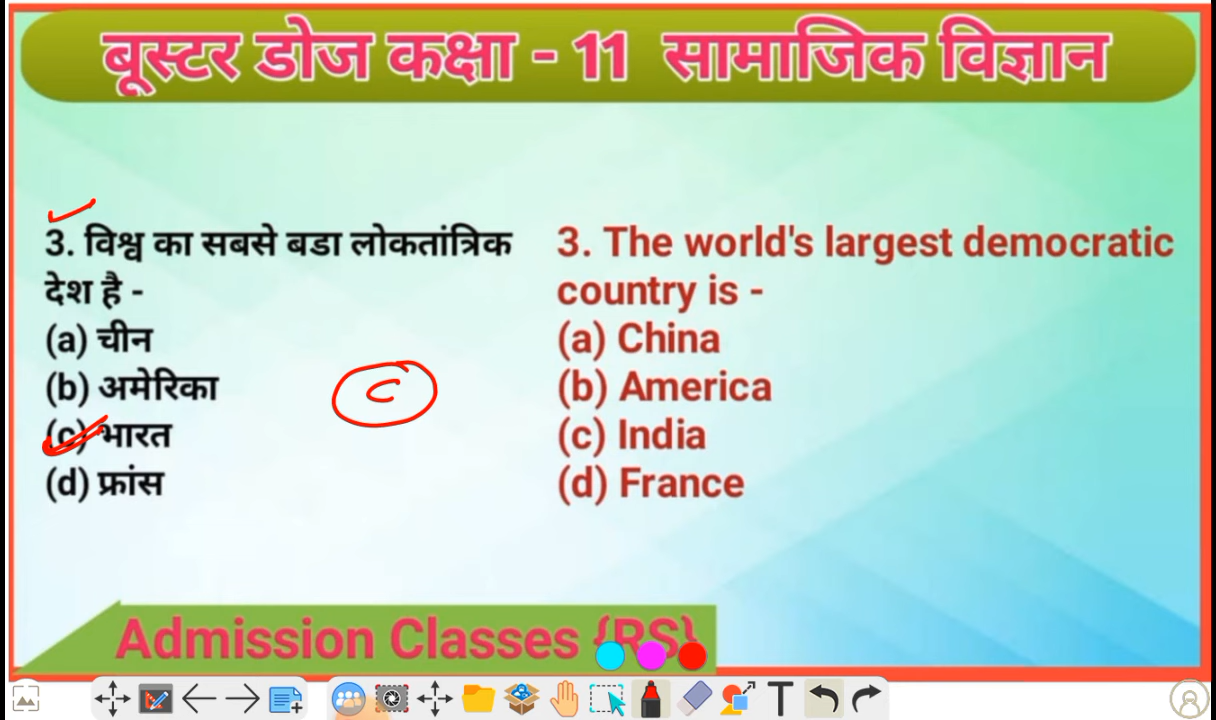 बूस्टर डोज कक्षा - 11 सामाजिक विज्ञान
3. विश्व का सबसे बडा लोकतांत्रिक
देश है -
(a) चीन
(b) अमेरिका
(c) भारत
(d) फ्रांस
C
3. The world's largest democratic
country is -
(a) China
(b) America
(c) India
(d) France
Admission Classes {RS}
T